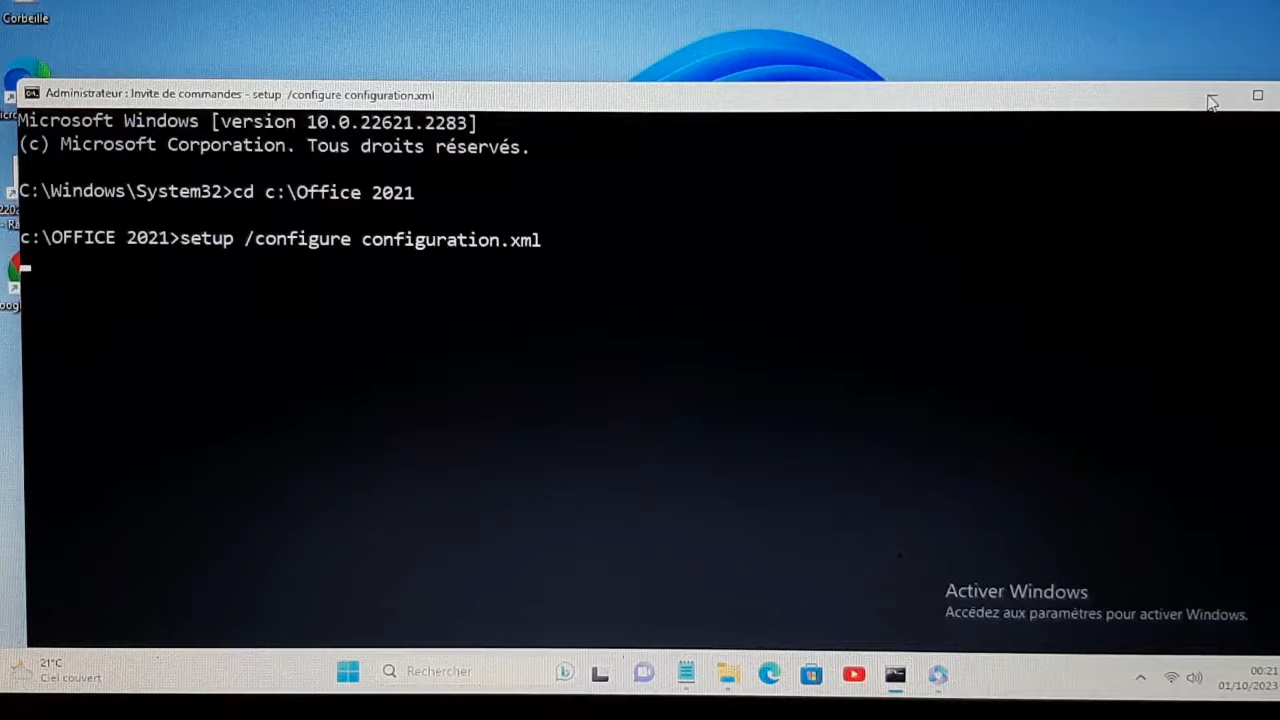 Corbeille
Administrateur : Invite de commandes - setup /configure configuration.xml
Microsoft Windows [version 10.0.22621.2283]
(c) Microsoft Corporation. Tous droits réservés.
C:\Windows\System32>cd c:\Office 2021
c:\OFFICE 2021>setup /configure configuration.xml
Activer Windows
Accédez aux paramètres pour activer Windows.
21°C
Ciel couvert
Rechercher
00:21
01/10/2023